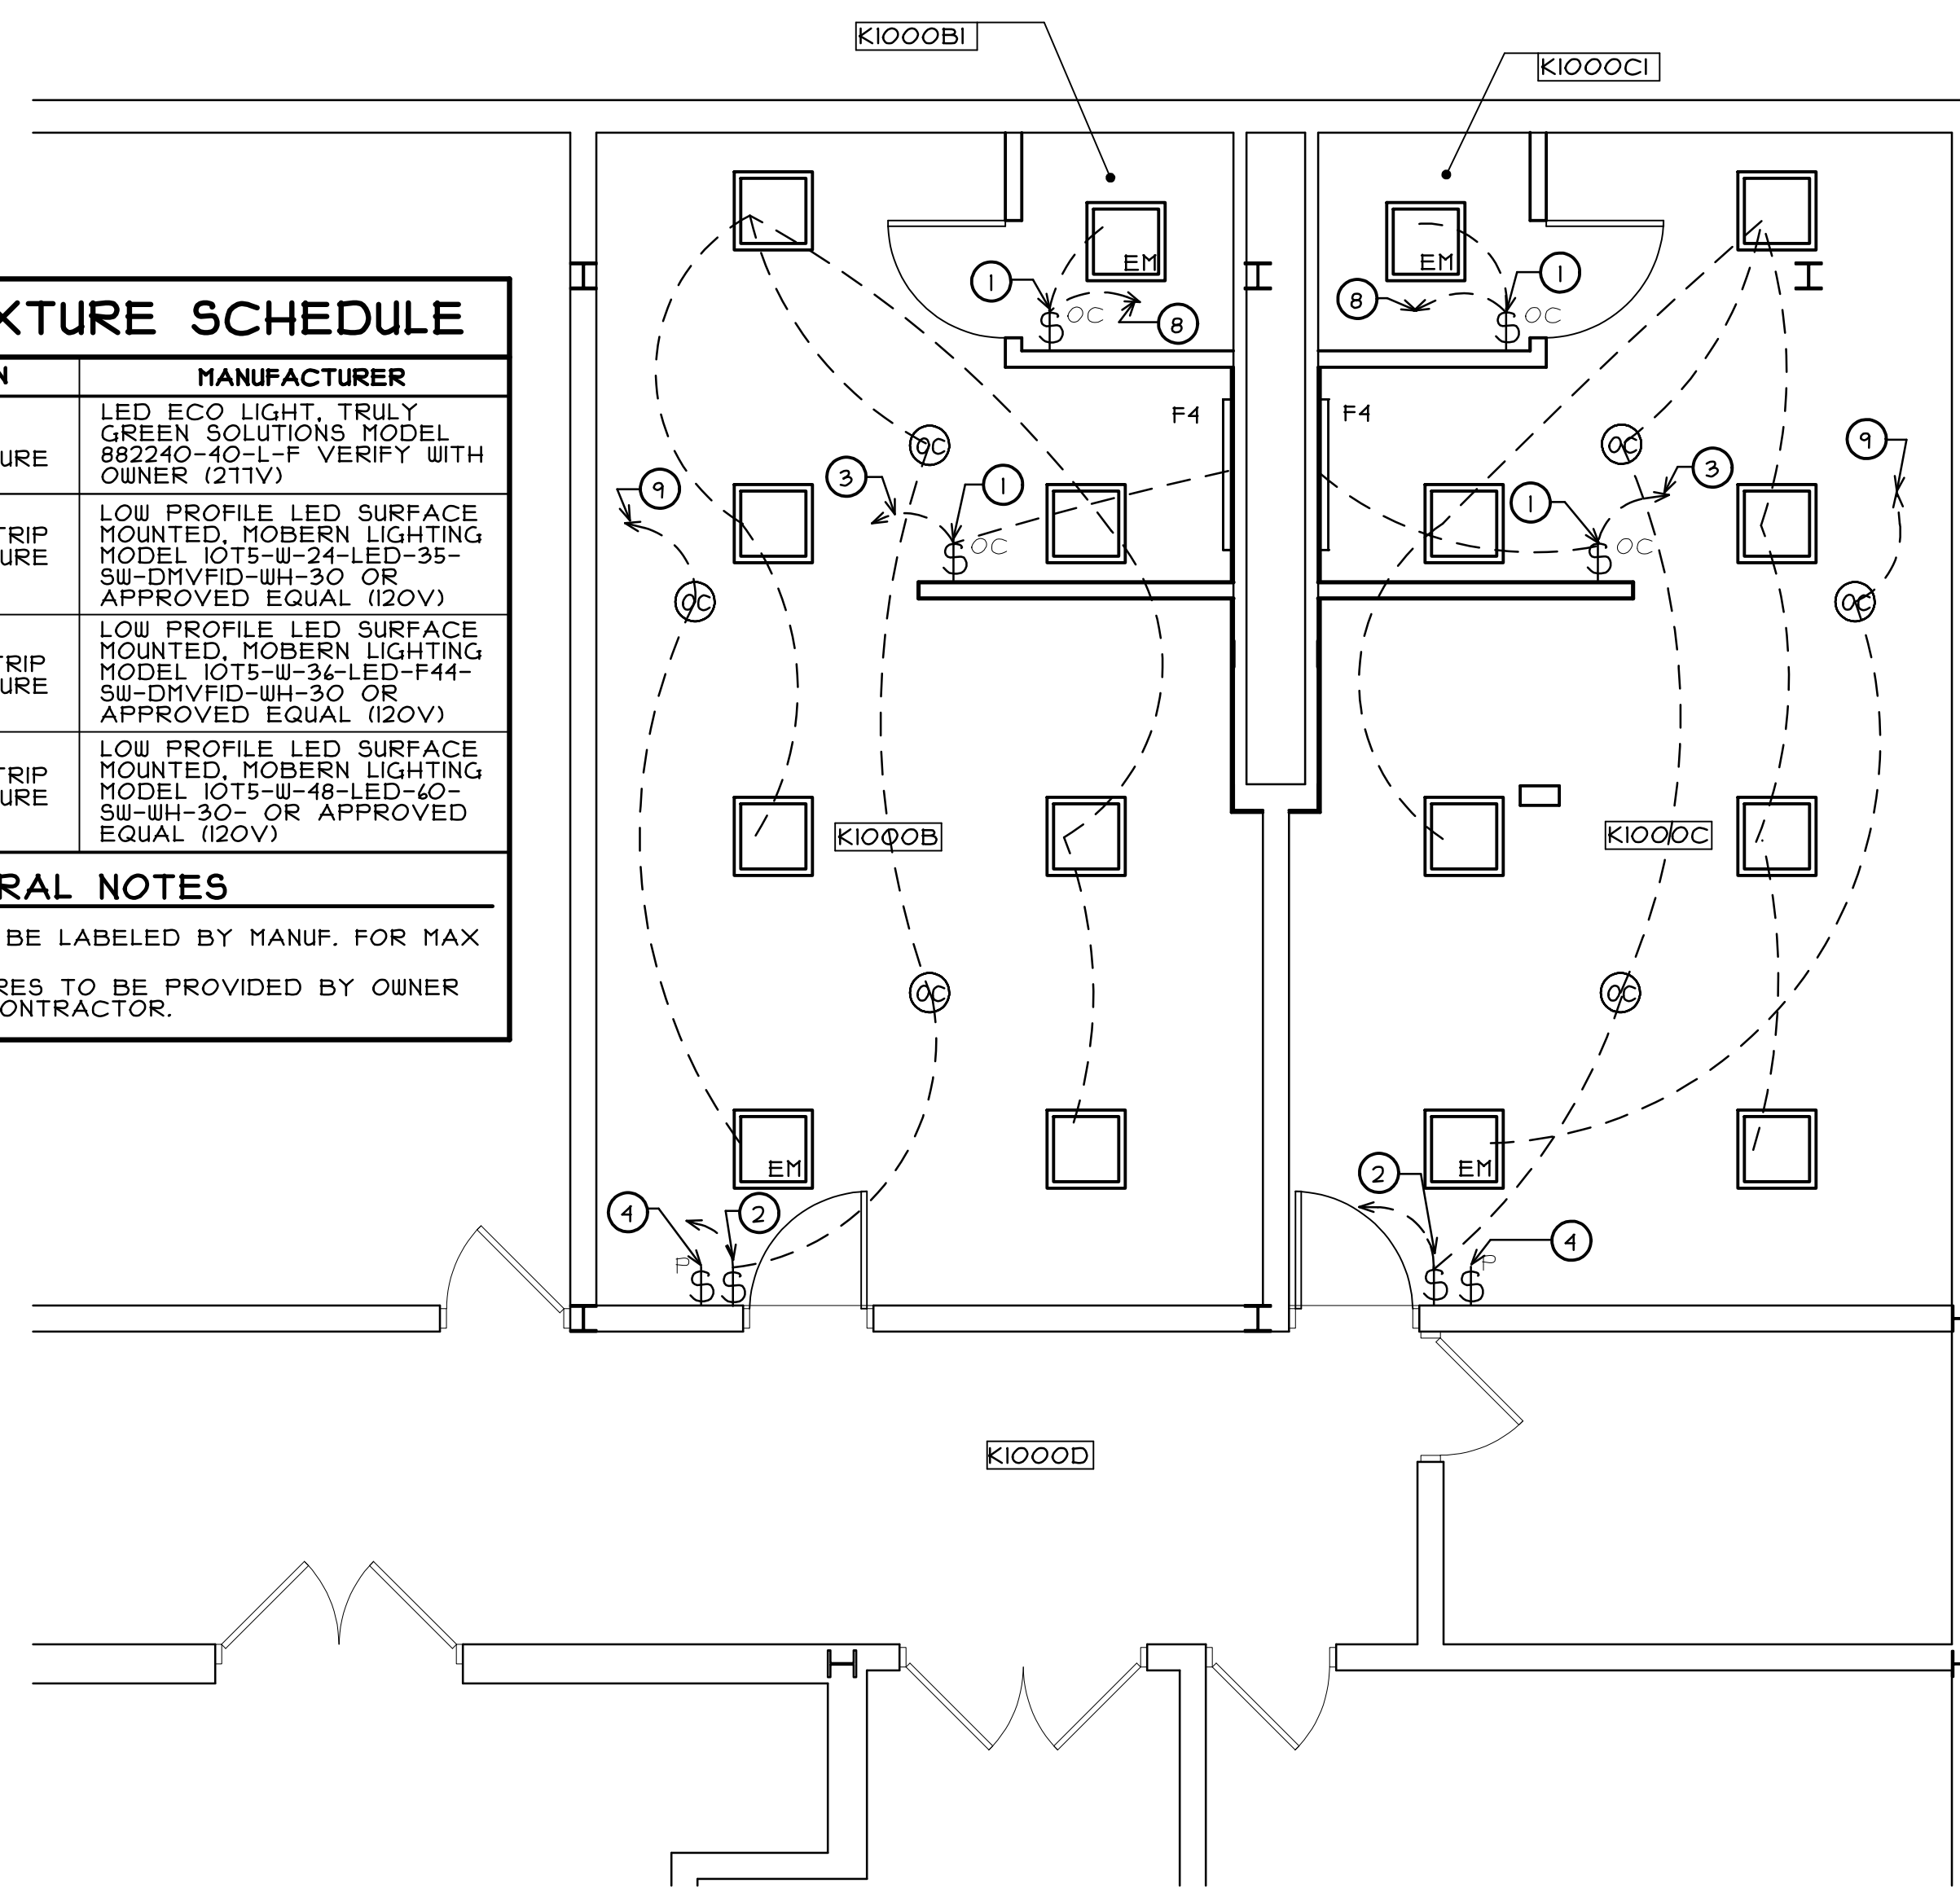 K1000B1
K1000C1
XTURE SCHEDULE
N MANUFACTURER
LED ECO LIGHT, TRULY
GREEN SOLUTIONS MODEL
882240-40-L-F VERIFY WITH
OWNER (277V)
URE
LOW PROFILE LED SURFACE
MOUNTED, MOBERN LIGHTING
MODEL 10T5-W-24-LED-35-
SW-DMVFID-WH-30 OR
APPROVED EQUAL (120V)
TRIP
URE
LOW PROFILE LED SURFACE
MOUNTED, MOBERN LIGHTING
MODEL 10T5-W-36-LED-F44-
SW-DMVFID-WH-30 OR
APPROVED EQUAL (120V)
TRIP
URE
LOW PROFILE LED SURFACE
MOUNTED, MOBERN LIGHTING
MODEL 10T5-W-48-LED-60-
SW-WH-30- OR APPROVED
EQUAL (120V)
TRIP
URE
RAL NOTES
BE LABELED BY MANUF. FOR MAX
RES TO BE PROVIDED BY OWNER
ONTRACTOR.
EM
EM
1
1
8
8
$ OC
$ OC
F4
F4
OC
OC
9
3
1
1
3
9
$ OC
$ OC
OC
OC
K1000B
K1000C
OC
OC
EM
EM
4
2
2
4
P
$ $
$ $
P
K1000D